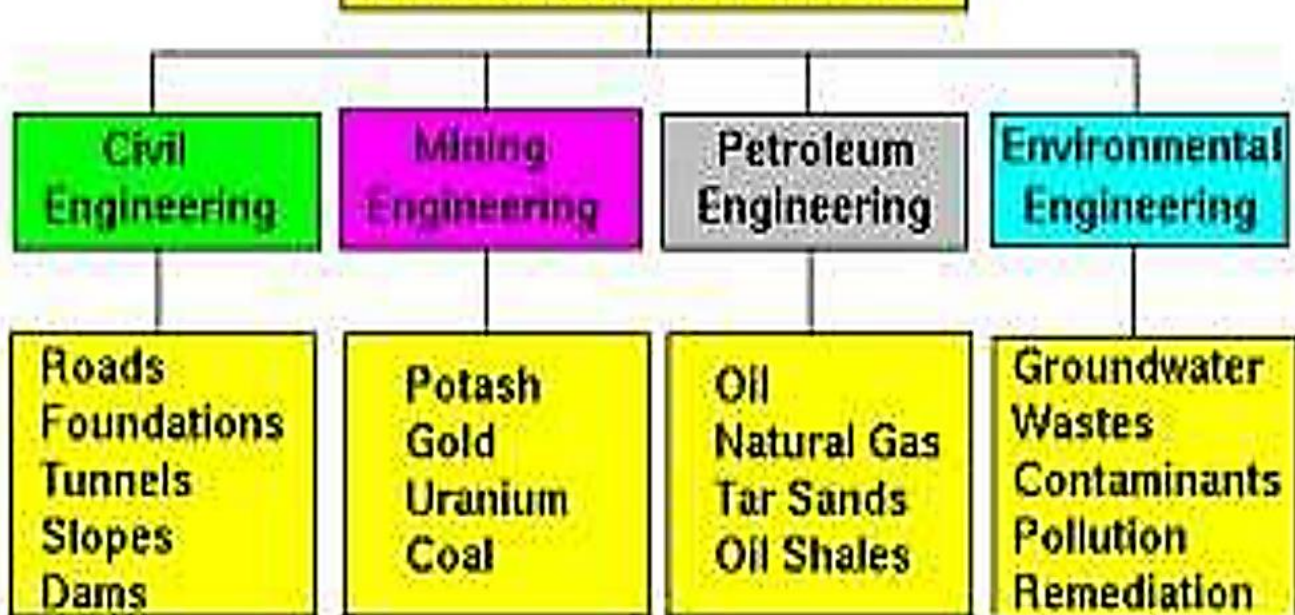 Civil
Engineering
Mining
Engineering
Petroleum
Engineering
Environmental
Engineering
Roads
Foundations
Tunnels
Slopes
Dams
Potash
Gold
Uranium
Coal
Oil
Natural Gas
Tar Sands
Oil Shales
Groundwater
Wastes
Contaminants
Pollution
Remediation